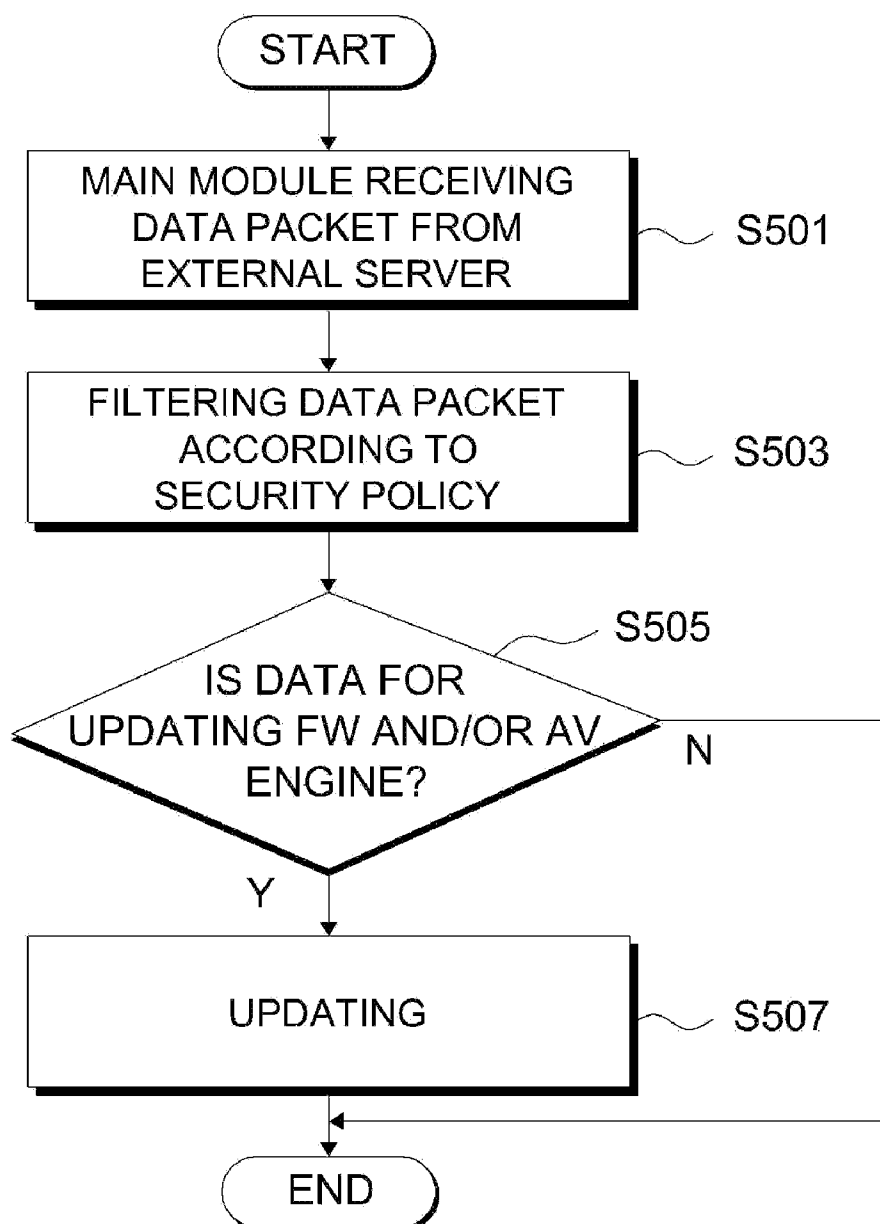 START
MAIN MODULE RECEIVING
DATA PACKET FROM
EXTERNAL SERVER
S501
FILTERING DATA PACKET
ACCORDING TO
SECURITY POLICY
S503
S505
IS DATA FOR
UPDATING FW AND/OR AV
ENGINE?
N
Y
UPDATING
S507
END